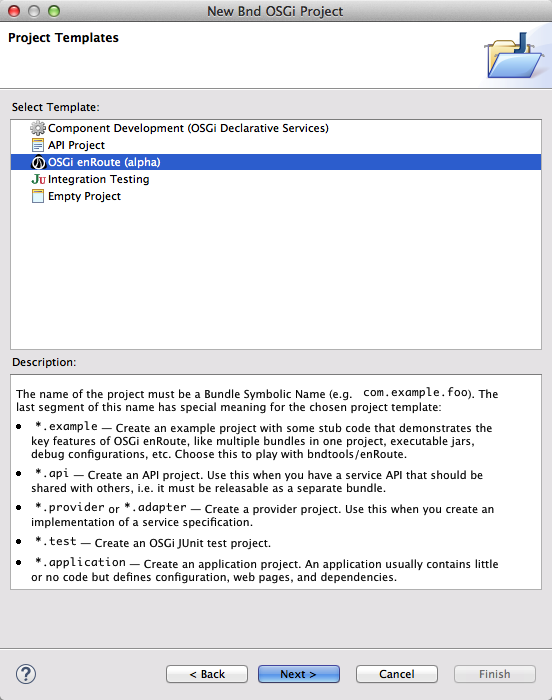 New Bnd OSGi Project
Project Templates
Select Template:
Component Development (OSGi Declarative Services)
API Project
OSGi enRoute (alpha)
Ju Integration Testing
Empty Project
Description:
The name of the project must be a Bundle Symbolic Name (e.g. com.example.foo). The
last segment of this name has special meaning for the chosen project template:
• *.example — Create an example project with some stub code that demonstrates the
key features of OSGi enRoute, like multiple bundles in one project, executable jars,
debug configurations, etc. Choose this to play with bndtools/enRoute.
• *.api — Create an API project. Use this when you have a service API that should be
shared with others, i.e. it must be releasable as a separate bundle.
• *.provider or *.adapter — Create a provider project. Use this when you create an
implementation of a service specification.
• *.test — Create an OSGi JUnit test project.
• *.application — Create an application project. An application usually contains little
or no code but defines configuration, web pages, and dependencies.
? < Back Next > Cancel Finish